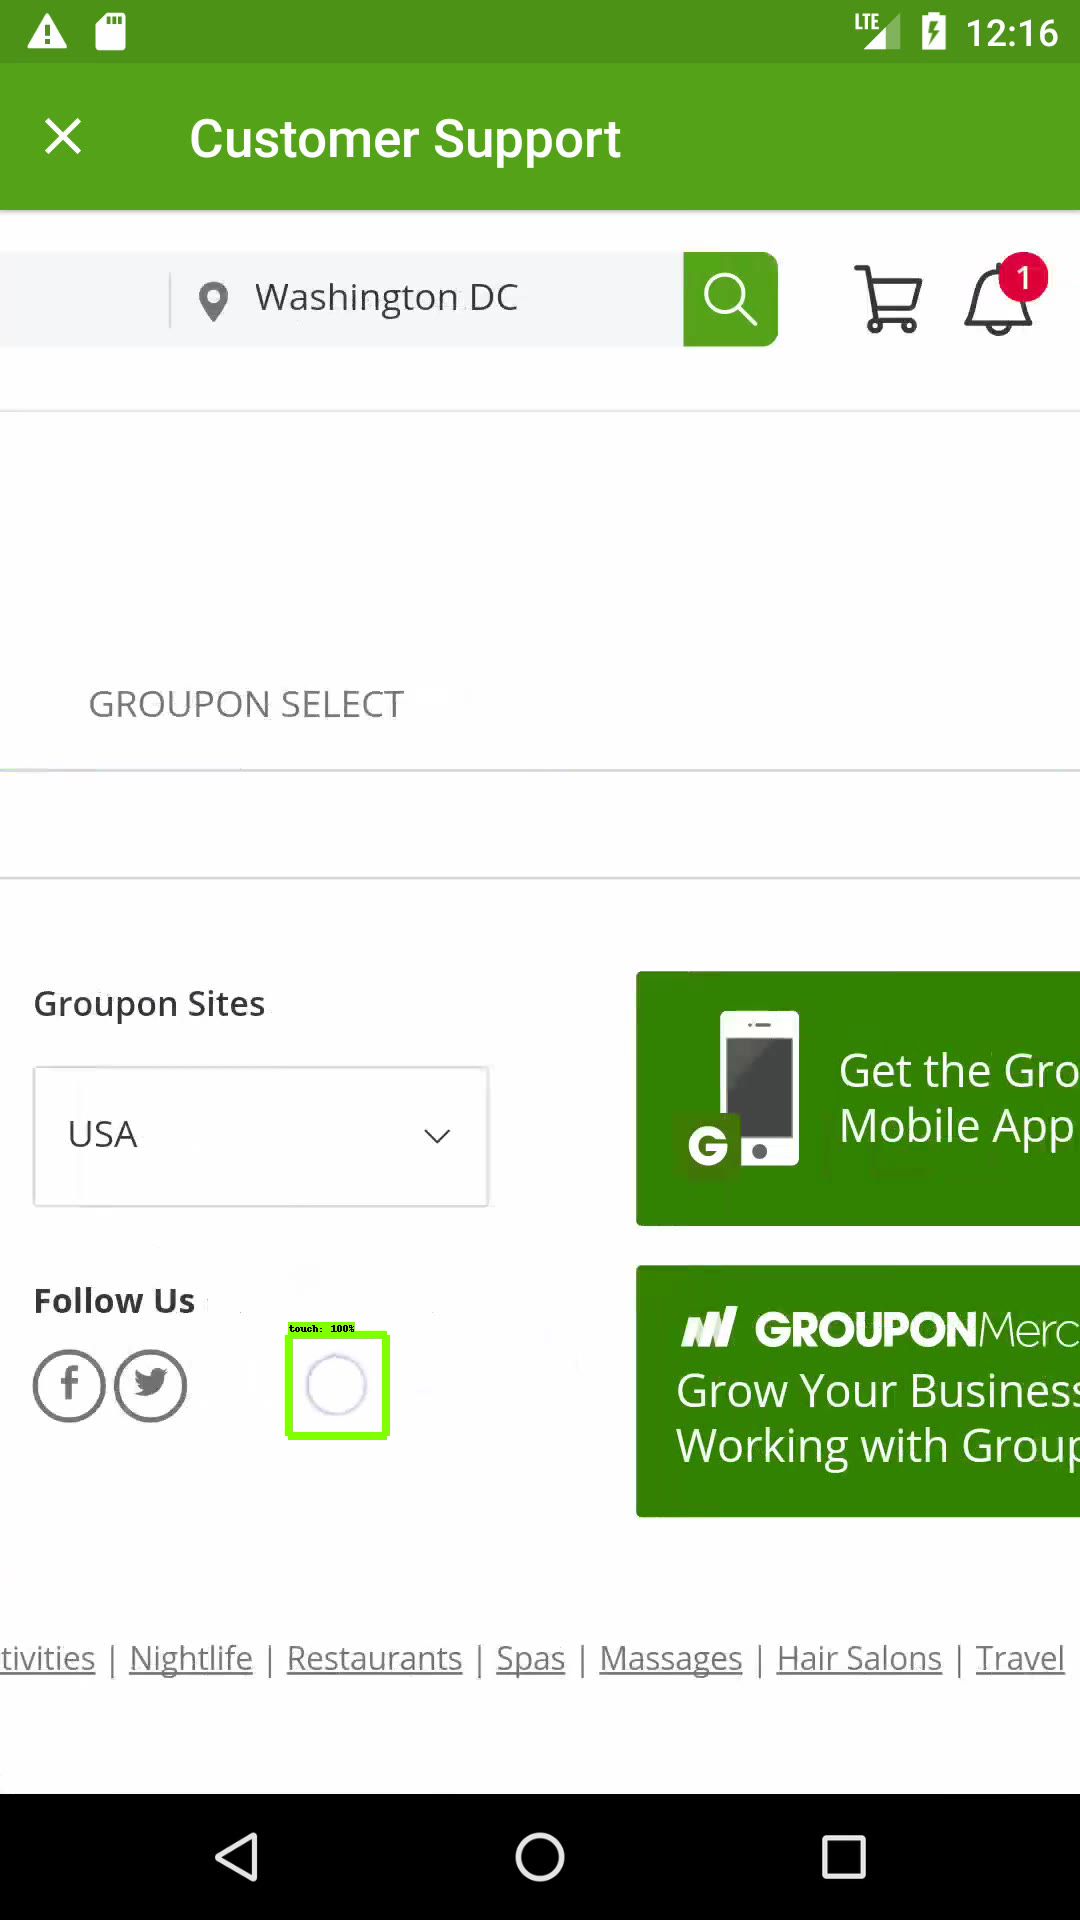 LTE 12:16
Customer Support
Washington DC
1
GROUPON SELECT
Groupon Sites
USA
Get the Gro
Mobile App
G
Follow Us
touch: 100%
f
GROUPONMerc
Grow Your Business
Working with Group
tivities | Nightlife | Restaurants | Spas | Massages | Hair Salons | Travel